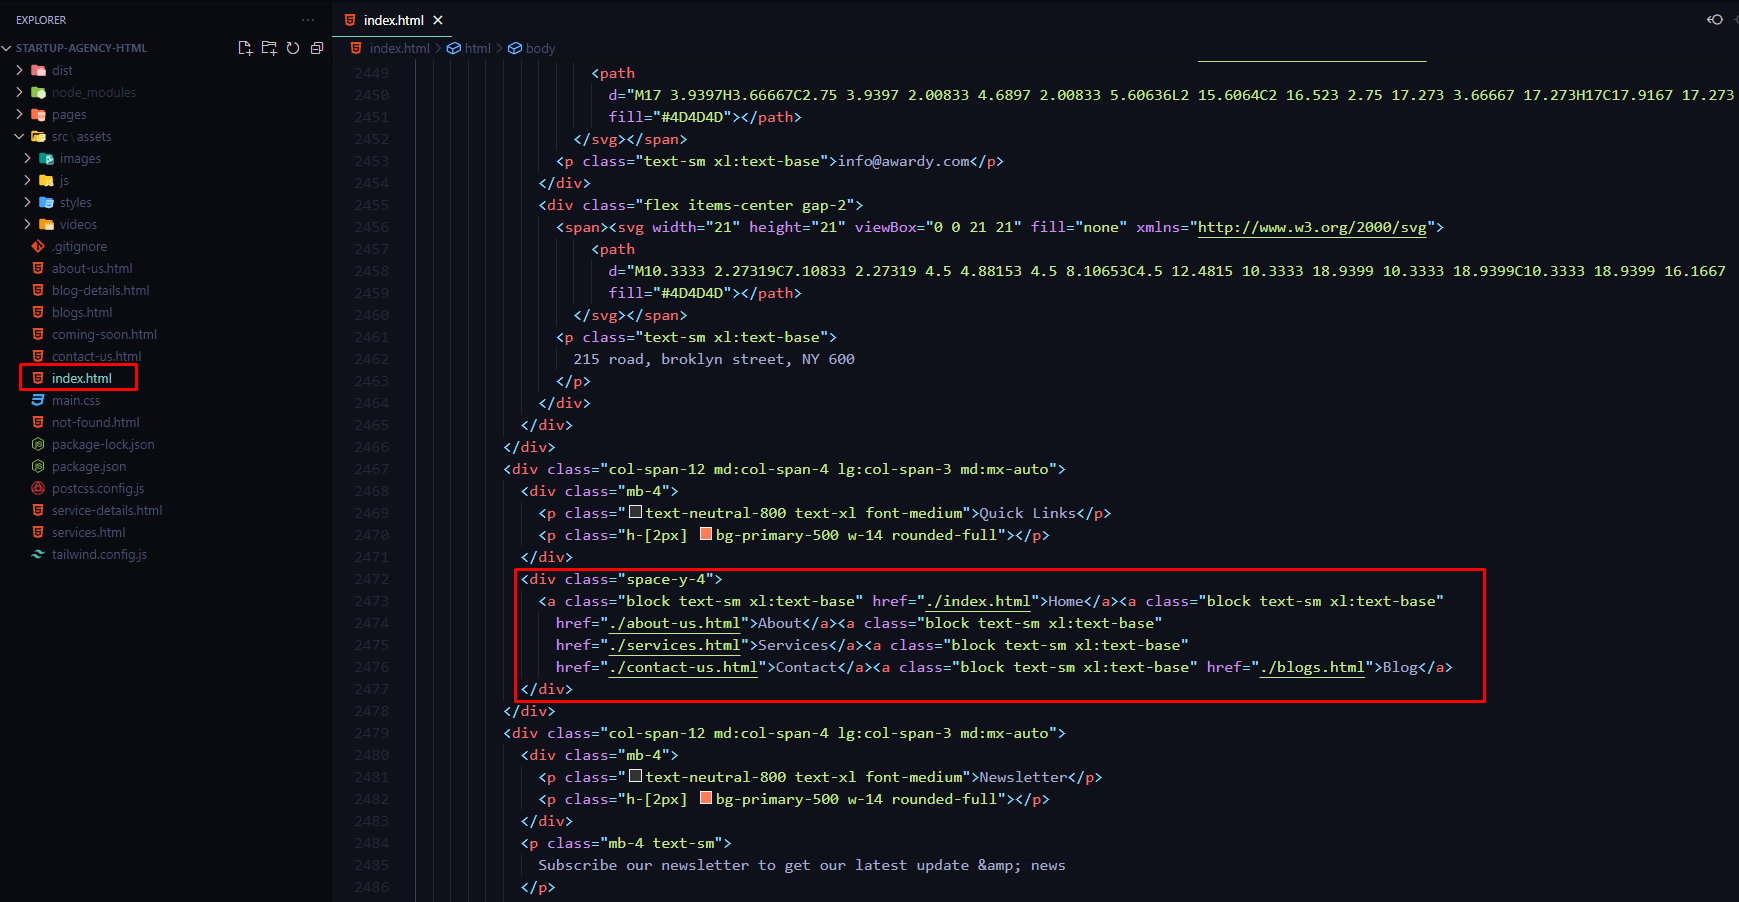 EXPLORER
STARTUP-AGENCY-HTML
dist
node_modules
pages
src\assets
images
js
styles
videos
.gitignore
about-us.html
blog-details.html
blogs.html
coming-soon.html
contact-us.html
index.html
main.css
not-found.html
package-lock.json
package.json
postcss.config.js
service-details.html
services.html
tailwind.config.js
index.html
index.html > html > body
2449 <path
2450 d="M17 3.9397H3.66667C2.75 3.9397 2.00833 4.6897 2.00833 5.60636L2 15.6064C2 16.523 2.75 17.273 3.66667 17.273H17C17.9167 17.273
2451 fill="#4D4D4D"></path>
2452 </svg></span>
2453 <p class="text-sm xl:text-base">info@awardy.com</p>
2454 </div>
2455 <div class="flex items-center gap-2">
2456 <span><svg width="21" height="21" viewBox="0 0 21 21" fill="none" xmlns="http://www.w3.org/2000/svg">
2457 <path
2458 d="M10.3333 2.27319C7.10833 2.27319 4.5 4.88153 4.5 8.10653C4.5 12.4815 10.3333 18.9399 10.3333 18.9399C10.3333 18.9399 16.1667
2459 fill="#4D4D4D"></path>
2460 </svg></span>
2461 <p class="text-sm xl:text-base">
2462 215 road, broklyn street, NY 600
2463 </p>
2464 </div>
2465 </div>
2466 </div>
2467 <div class="col-span-12 md:col-span-4 lg:col-span-3 md:mx-auto">
2468 <div class="mb-4">
2469 <p class="text-neutral-800 text-xl font-medium">Quick Links</p>
2470 <p class="h-[2px] bg-primary-500 w-14 rounded-full"></p>
2471 </div>
2472 <div class="space-y-4">
2473 <a class="block text-sm xl:text-base" href="./index.html">Home</a><a class="block text-sm xl:text-base"
2474 href="./about-us.html">About</a><a class="block text-sm xl:text-base"
2475 href="./services.html">Services</a><a class="block text-sm xl:text-base"
2476 href="./contact-us.html">Contact</a><a class="block text-sm xl:text-base" href="./blogs.html">Blog</a>
2477 </div>
2478 </div>
2479 <div class="col-span-12 md:col-span-4 lg:col-span-3 md:mx-auto">
2480 <div class="mb-4">
2481 <p class="text-neutral-800 text-xl font-medium">Newsletter</p>
2482 <p class="h-[2px] bg-primary-500 w-14 rounded-full"></p>
2483 </div>
2484 <p class="mb-4 text-sm">
2485 Subscribe our newsletter to get our latest update &amp; news
2486 </p>